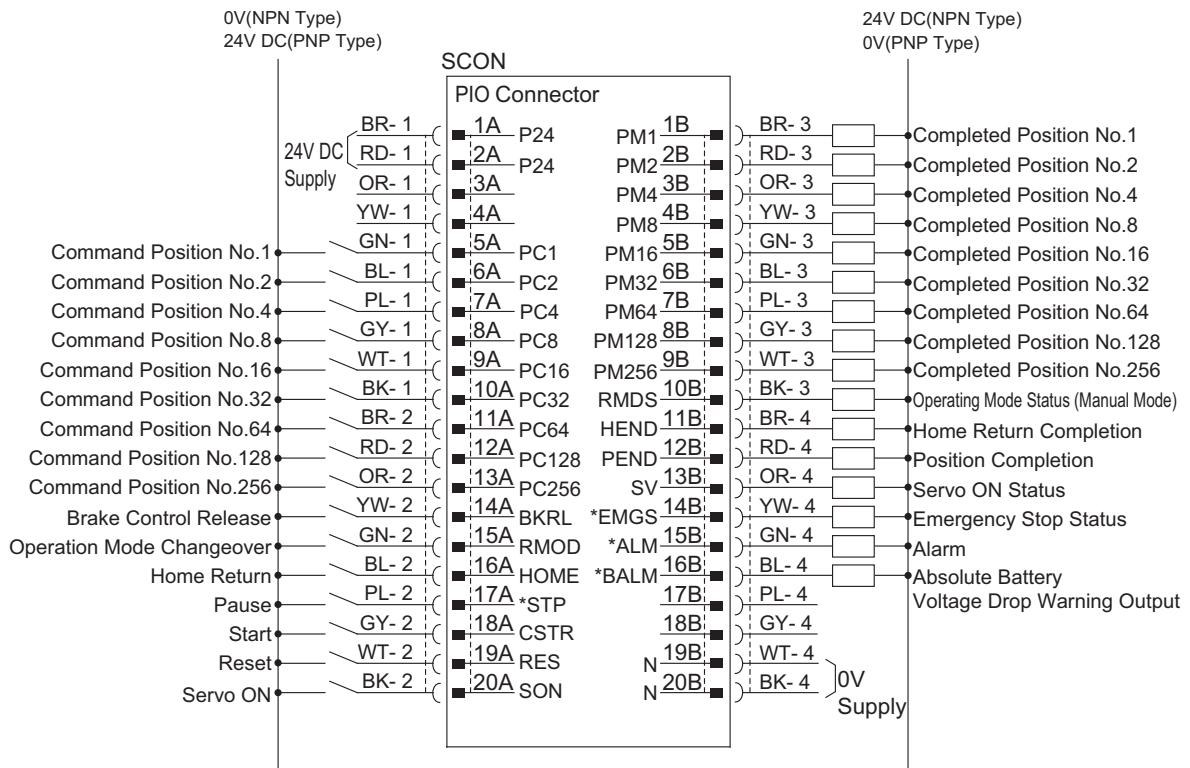 0V(NPN Type)
24V DC(PNP Type)
24V DC(NPN Type)
0V(PNP Type)
SCON
PIO Connector
24V DC
Supply
BR- 1 1A P24 PM1 1B BR- 3 Completed Position No.1
RD- 1 2A P24 PM2 2B RD- 3 Completed Position No.2
OR- 1 3A PM4 3B OR- 3 Completed Position No.4
YW- 1 4A PM8 4B YW- 3 Completed Position No.8
Command Position No.1 GN- 1 5A PC1 PM16 5B GN- 3 Completed Position No.16
Command Position No.2 BL- 1 6A PC2 PM32 6B BL- 3 Completed Position No.32
Command Position No.4 PL- 1 7A PC4 PM64 7B PL- 3 Completed Position No.64
Command Position No.8 GY- 1 8A PC8 PM128 8B GY- 3 Completed Position No.128
Command Position No.16 WT- 1 9A PC16 PM256 9B WT- 3 Completed Position No.256
Command Position No.32 BK- 1 10A PC32 RMDS 10B BK- 3 Operating Mode Status (Manual Mode)
Command Position No.64 BR- 2 11A PC64 HEND 11B BR- 4 Home Return Completion
Command Position No.128 RD- 2 12A PC128 PEND 12B RD- 4 Position Completion
Command Position No.256 OR- 2 13A PC256 SV 13B OR- 4 Servo ON Status
Brake Control Release YW- 2 14A BKRL *EMGS 14B YW- 4 Emergency Stop Status
Operation Mode Changeover GN- 2 15A RMOD *ALM 15B GN- 4 Alarm
Home Return BL- 2 16A HOME *BALM 16B BL- 4 Absolute Battery
Voltage Drop Warning Output
Pause PL- 2 17A *STP 17B PL- 4
Start GY- 2 18A CSTR 18B GY- 4
Reset WT- 2 19A RES N 19B WT- 4
Servo ON BK- 2 20A SON N 20B BK- 4
0V
Supply